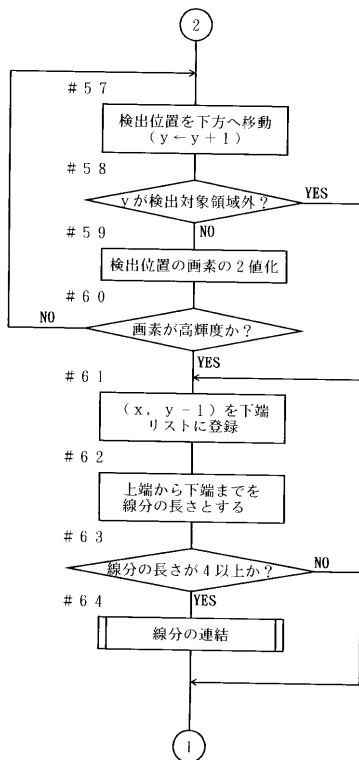 2
#57
検出位置を下方へ移動
(y←y+1)
#58
yが検出対象領域外?
YES
#59
NO
検出位置の画素の2値化
#60
NO
画素が高輝度か?
YES
#61
(x, y-1)を下端
リストに登録
#62
上端から下端までを
線分の長さとする
#63
線分の長さが4以上か?
NO
#64
YES
線分の連結
1